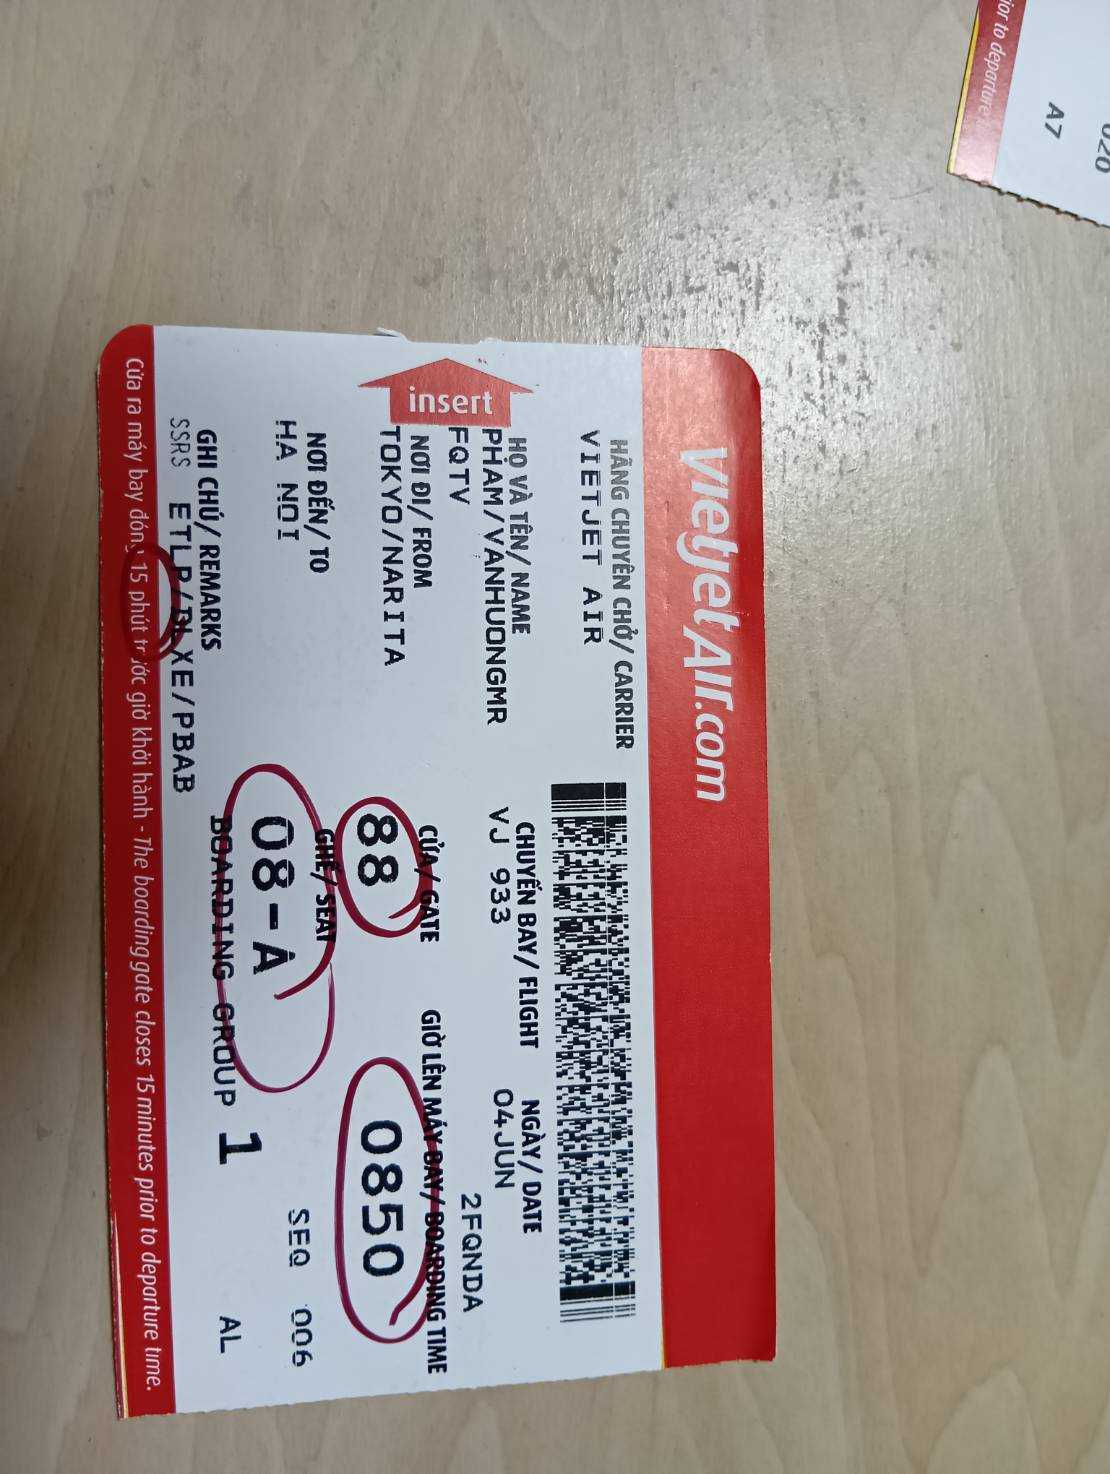 vietjetAir.com
HÃNG CHUYÊN CHỞ/ CARRIER
VIETJET AIR
HỌ VÀ TÊN/ NAME
PHAM/VANHUONGMR
CHUYẾN BAY/ FLIGHT
VJ 933
NGÀY/ DATE
04JUN
FQTV
2FQNDA
insert
NƠI ĐI/ FROM
TOKYO/NARITA
CỬA/ GATE
88
GIỜ LÊN MÁY BAY/ BOARDING TIME
0850
NƠI ĐẾN/ TO
HA NOI
GHẾ/ SEAT
08-A
SEQ 006
GHI CHÚ/ REMARKS
BOARDING GROUP 1
AL
SSRS ETLP/BLXE/PBAB
Cửa ra máy bay đóng 15 phút trước giờ khởi hành - The boarding gate closes 15 minutes prior to departure time.
A7
to departure